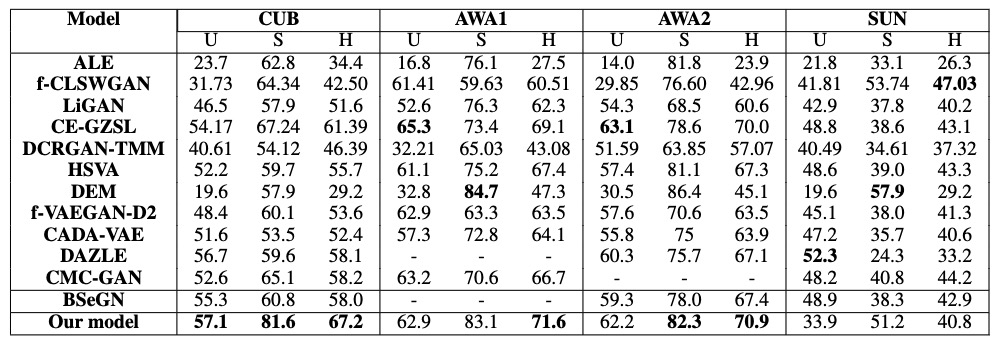 Model CUB AWA1 AWA2 SUN
U S H U S H U S H U S H
ALE 23.7 62.8 34.4 16.8 76.1 27.5 14.0 81.8 23.9 21.8 33.1 26.3
f-CLSWGAN 31.73 64.34 42.50 61.41 59.63 60.51 29.85 76.60 42.96 41.81 53.74 47.03
LiGAN 46.5 57.9 51.6 52.6 76.3 62.3 54.3 68.5 60.6 42.9 37.8 40.2
CE-GZSL 54.17 67.24 61.39 65.3 73.4 69.1 63.1 78.6 70.0 48.8 38.6 43.1
DCRGAN-TMM 40.61 54.12 46.39 32.21 65.03 43.08 51.59 63.85 57.07 40.49 34.61 37.32
HSVA 52.2 59.7 55.7 61.1 75.2 67.4 57.4 81.1 67.3 48.6 39.0 43.3
DEM 19.6 57.9 29.2 32.8 84.7 47.3 30.5 86.4 45.1 19.6 57.9 29.2
f-VAEGAN-D2 48.4 60.1 53.6 62.9 63.3 63.5 57.6 70.6 63.5 45.1 38.0 41.3
CADA-VAE 51.6 53.5 52.4 57.3 72.8 64.1 55.8 75 63.9 47.2 35.7 40.6
DAZLE 56.7 59.6 58.1 - - - 60.3 75.7 67.1 52.3 24.3 33.2
CMC-GAN 52.6 65.1 58.2 63.2 70.6 66.7 - - - 48.2 40.8 44.2
BSeGN 55.3 60.8 58.0 - - - 59.3 78.0 67.4 48.9 38.3 42.9
Our model 57.1 81.6 67.2 62.9 83.1 71.6 62.2 82.3 70.9 33.9 51.2 40.8